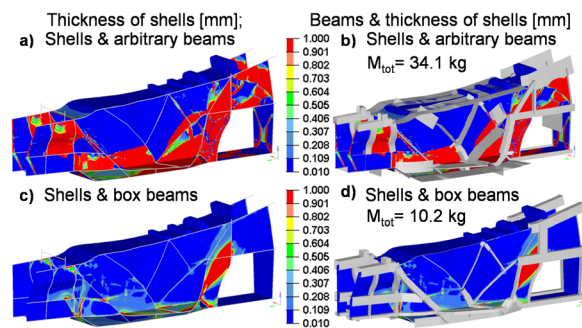 Thickness of shells [mm];
a) Shells & arbitrary beams
Beams & thickness of shells [mm]
Shells & arbitrary beams b)
M_tot= 34.1 kg
1.000
0.901
0.802
0.703
0.604
0.505
0.406
0.307
0.208
0.109
0.010
c) Shells & box beams
Shells & box beams d)
M_tot= 10.2 kg
1.000
0.901
0.802
0.703
0.604
0.505
0.406
0.307
0.208
0.109
0.010